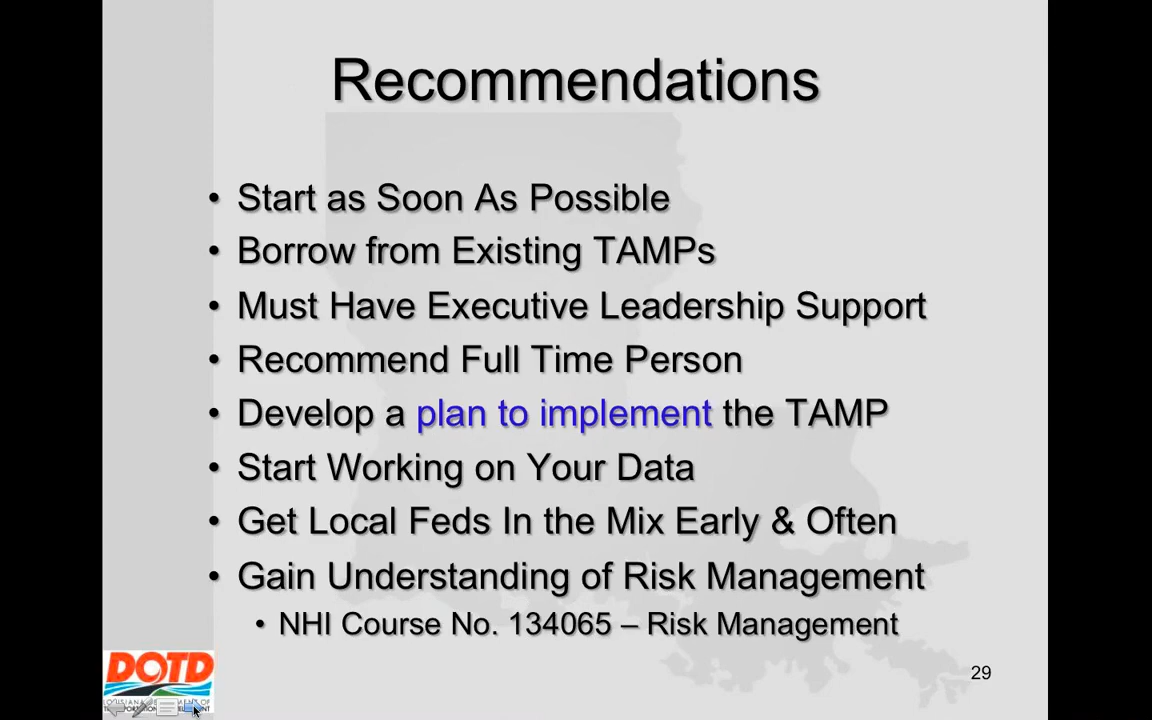 Recommendations
• Start as Soon As Possible
• Borrow from Existing TAMPs
• Must Have Executive Leadership Support
• Recommend Full Time Person
• Develop a plan to implement the TAMP
• Start Working on Your Data
• Get Local Feds In the Mix Early & Often
• Gain Understanding of Risk Management
• NHI Course No. 134065 – Risk Management
DOTD
29